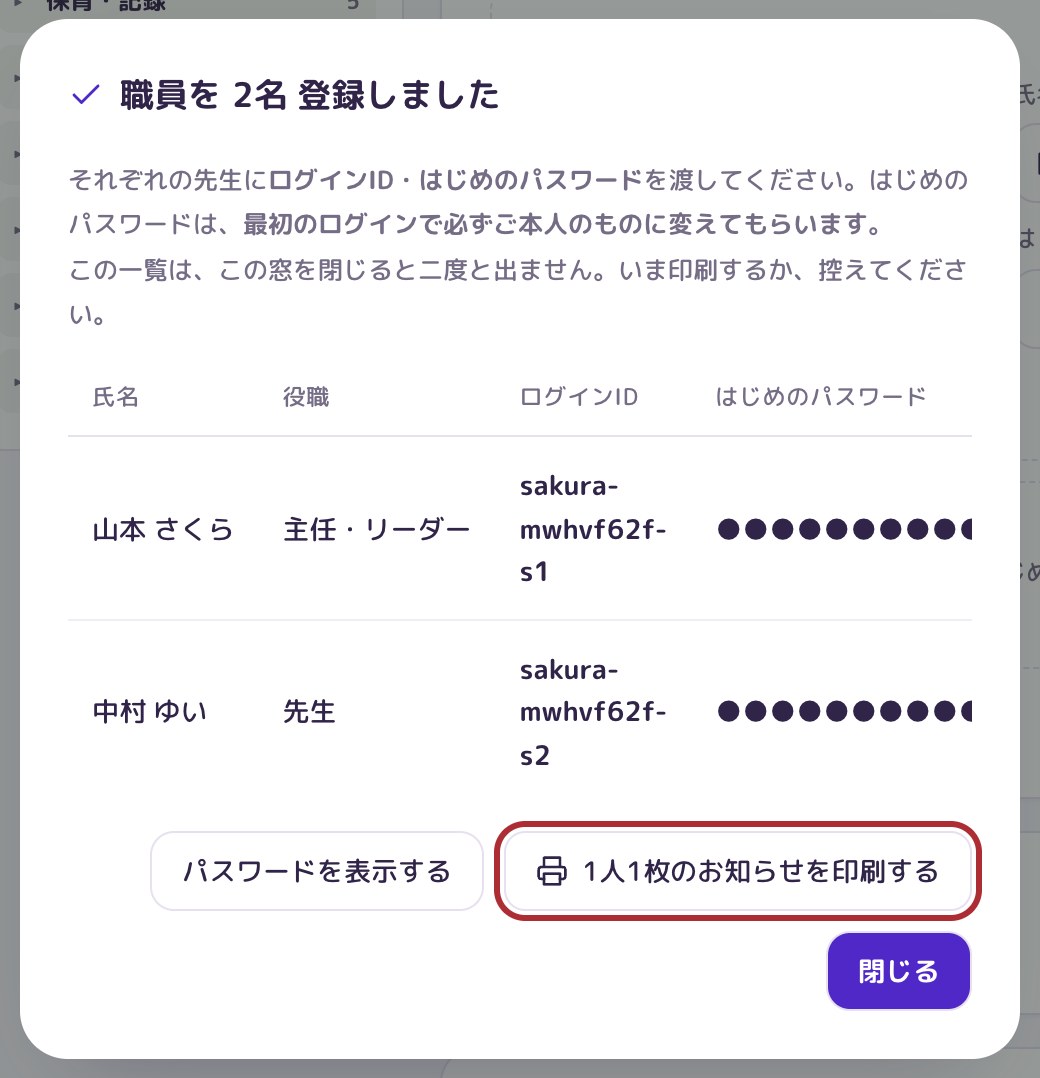 保育・記録 5
職員を 2名 登録しました
それぞれの先生にログインID・はじめのパスワードを渡してください。はじめの
パスワードは、最初のログインで必ずご本人のものに変えてもらいます。
この一覧は、この窓を閉じると二度と出ません。いま印刷するか、控えてくださ
い。
氏名 役職 ログインID はじめのパスワード
山本 さくら 主任・リーダー sakura-
mwhvf62f-
s1
●●●●●●●●●●
中村 ゆい 先生 sakura-
mwhvf62f-
s2
●●●●●●●●●●
パスワードを表示する 1人1枚のお知らせを印刷する
閉じる